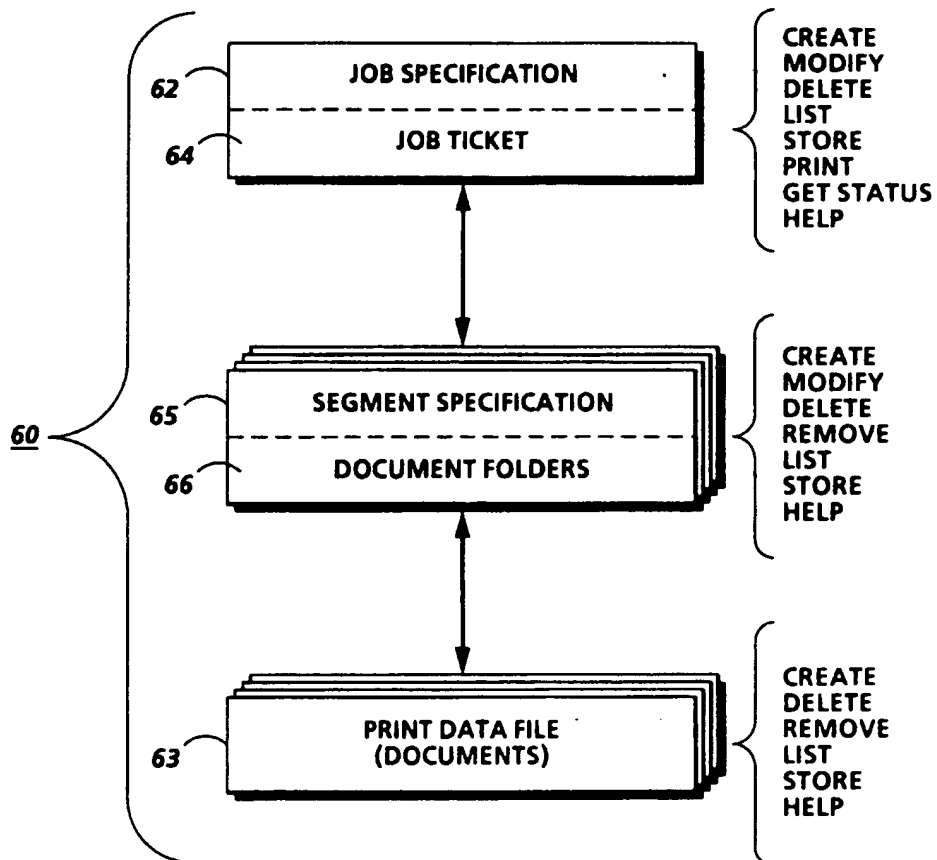 62
JOB SPECIFICATION
64
JOB TICKET
CREATE
MODIFY
DELETE
LIST
STORE
PRINT
GET STATUS
HELP
60
65
SEGMENT SPECIFICATION
66
DOCUMENT FOLDERS
CREATE
MODIFY
DELETE
REMOVE
LIST
STORE
HELP
63
PRINT DATA FILE
(DOCUMENTS)
CREATE
DELETE
REMOVE
LIST
STORE
HELP